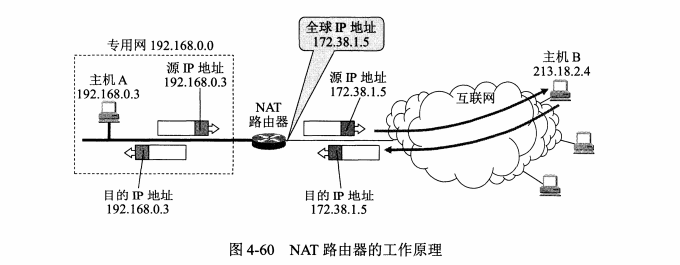 全球 IP 地址
172.38.1.5
专用网 192.168.0.0
主机 A
192.168.0.3
源 IP 地址
192.168.0.3
NAT
路由器
源 IP 地址
172.38.1.5
互联网
主机 B
213.18.2.4
目的 IP 地址
192.168.0.3
目的 IP 地址
172.38.1.5
图 4-60 NAT 路由器的工作原理